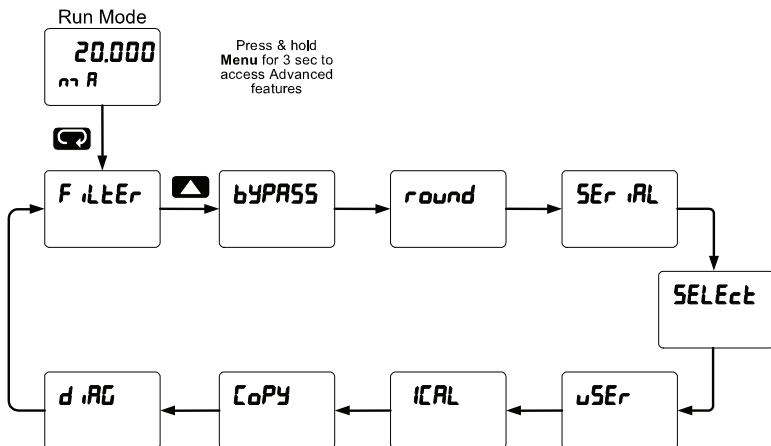 Run Mode
20.000
mA
Press & hold
Menu for 3 sec to
access Advanced
features
FiLtEr
bYPASS
round
SEriAL
SELEct
uSEr
ICAL
CoPY
diAG